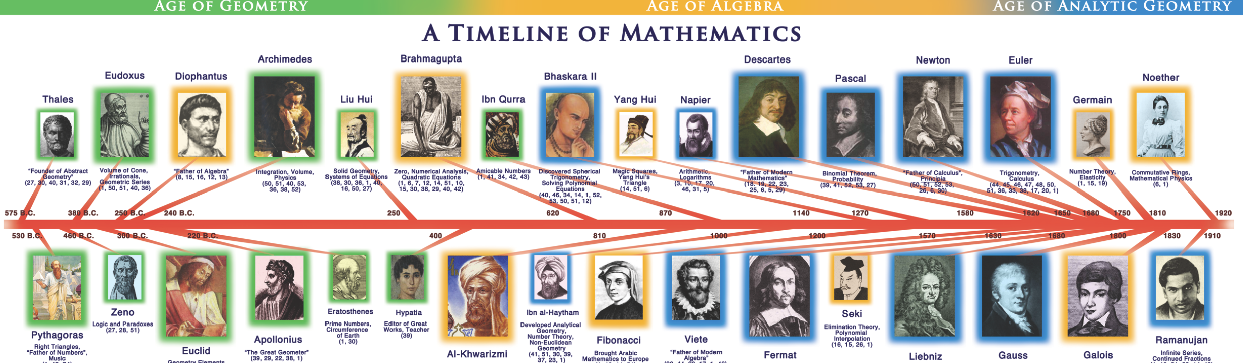 AGE OF GEOMETRY
AGE OF ALGEBRA
AGE OF ANALYTIC GEOMETRY
A TIMELINE OF MATHEMATICS
Thales
"Founder of Abstract
Geometry"
(27, 30, 40, 31, 32, 29)
Eudoxus
Volume of Cone,
Irrationals,
Geometric Series
(1, 50, 51, 40, 36)
Diophantus
"Father of Algebra"
(8, 15, 16, 12, 13)
Archimedes
Integration, Volume,
Physics
(50, 51, 40, 53,
36, 38, 52)
Liu Hui
Solid Geometry,
Systems of Equations
(38, 30, 36, 1, 40,
16, 50, 27)
Brahmagupta
Zero, Numerical Analysis,
Quadratic Equations
(1, 6, 7, 12, 14, 51, 10,
15, 30, 36, 29, 40, 42)
Ibn Qurra
Amicable Numbers
(1, 41, 34, 42, 43)
Bhaskara II
Discovered Spherical
Trigonometry,
Solving Polynomial
Equations
(40, 46, 34, 14, 1, 52,
53, 50, 51, 12)
Yang Hui
Magic Squares,
Yang Hui's
Triangle
(14, 51, 6)
Napier
Arithmetic,
Logarithms
(3, 10, 17, 20,
46, 31, 5)
Descartes
"Father of Modern
Mathematics"
(18, 19, 22, 23,
25, 6, 5, 29)
Pascal
Binomial Theorem,
Probability
(39, 41, 52, 53, 27)
Newton
"Father of Calculus",
Principia
(50, 51, 52, 53,
26, 5, 30)
Euler
Trigonometry,
Calculus
(44, 45, 46, 47, 48, 50,
51, 36, 33, 38, 17, 20, 1)
Germain
Number Theory,
Elasticity
(1, 15, 19)
Noether
Commutative Rings,
Mathematical Physics
(6, 1)
575 B.C.
380 B.C.
250 B.C.
240 B.C.
250
620
870
1140
1270
1580
1620
1650
1680
1750
1810
1920
530 B.C.
460 B.C.
300 B.C.
220 B.C.
400
810
1000
1200
1570
1630
1690
1800
1830
1910
Pythagoras
Right Triangles,
"Father of Numbers",
Music
Zeno
Logic and Paradoxes
(27, 28, 51)
Euclid
Geometry Elements
Apollonius
"The Great Geometer"
(39, 29, 22, 38, 1)
Eratosthenes
Prime Numbers,
Circumference
of Earth
(1, 30)
Hypatia
Editor of Great
Works, Teacher
(39)
Al-Khwarizmi
Ibn al-Haytham
Developed Analytical
Geometry,
Number Theory,
Non-Euclidean
Geometry
(41, 51, 30, 39,
37, 23, 1)
Fibonacci
Brought Arabic
Mathematics to Europe
Viete
"Father of Modern
Algebra"
Fermat
Seki
Elimination Theory,
Polynomial
Interpolation
(16, 15, 26, 1)
Liebniz
Gauss
Galois
Ramanujan
Infinite Series,
Continued Fractions